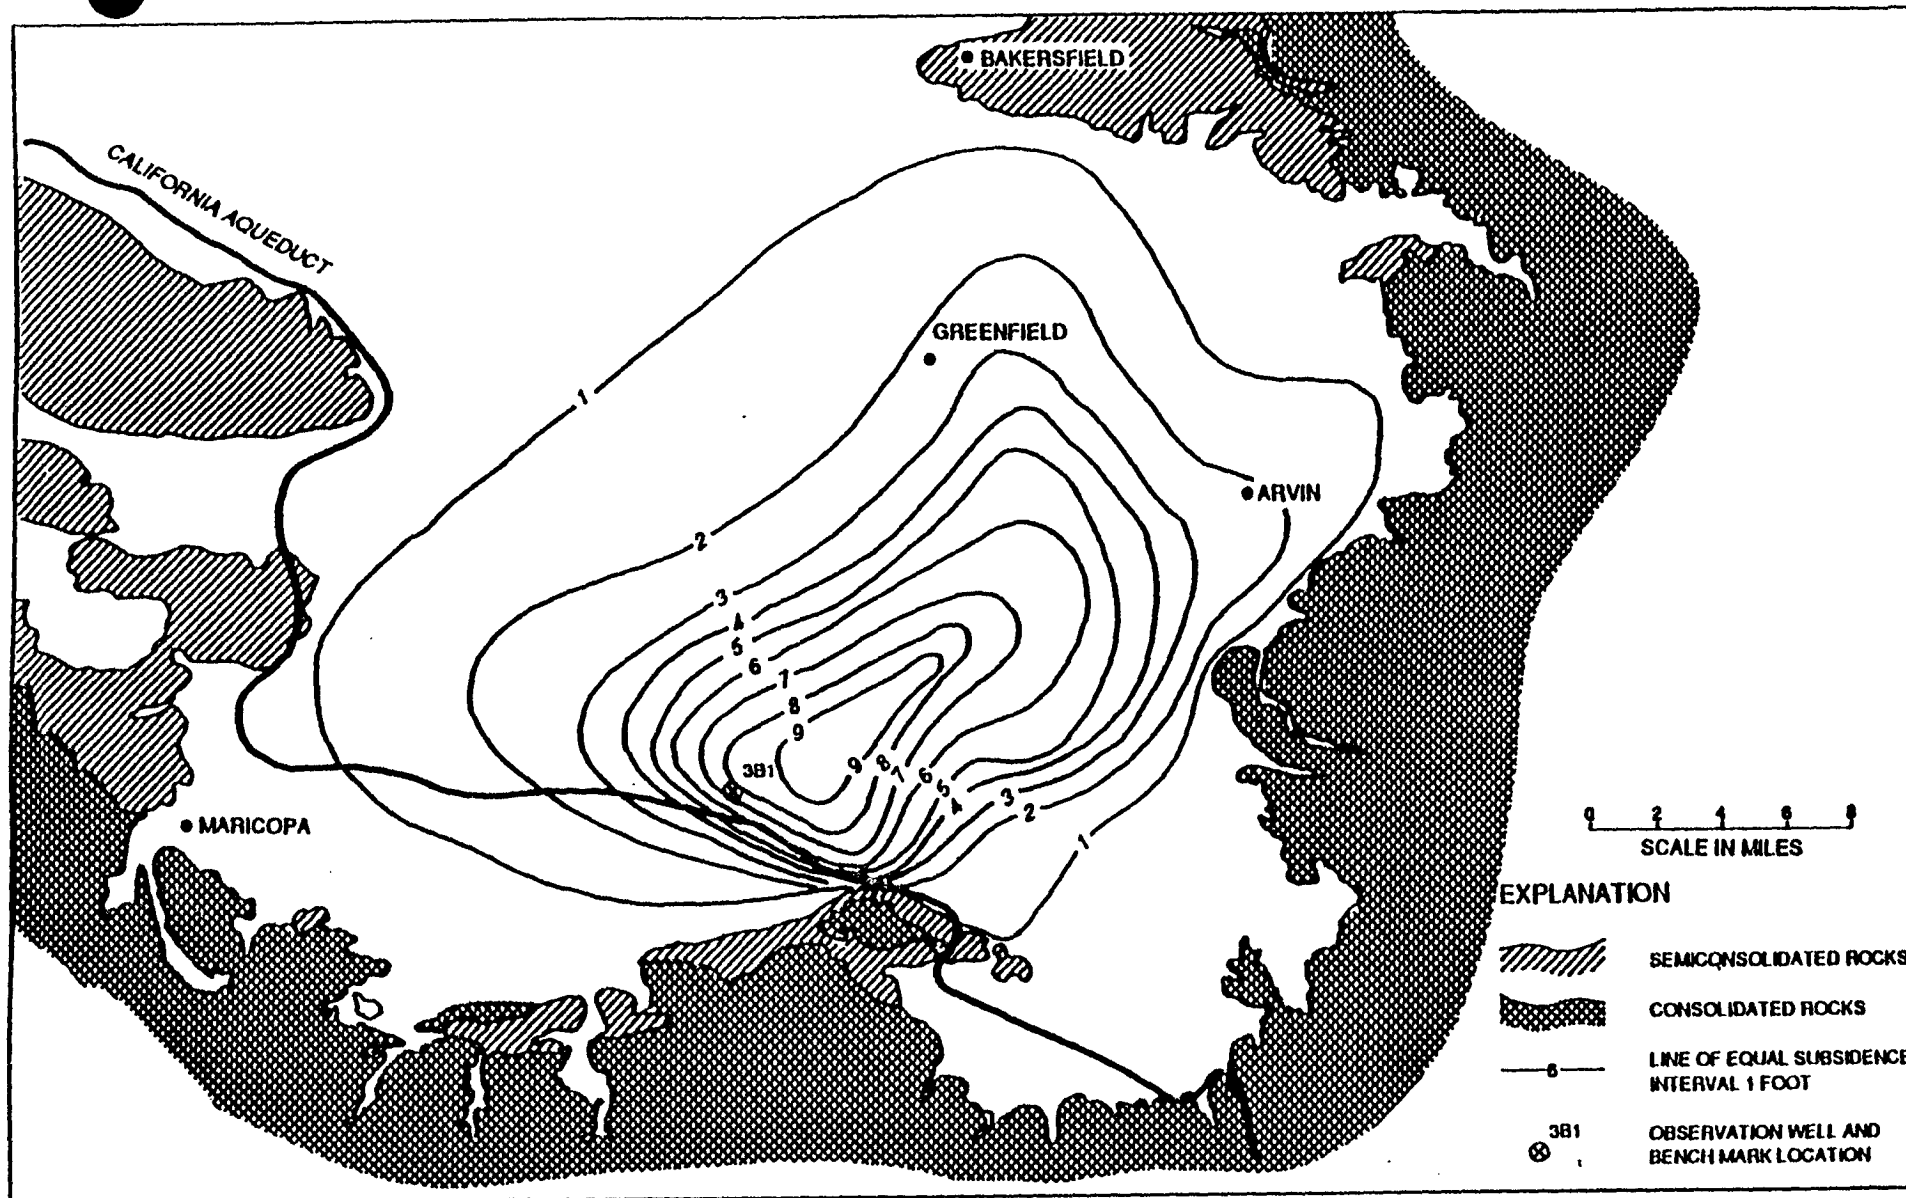 BAKERSFIELD
CALIFORNIA AQUEDUCT
GREENFIELD
1
ARVIN
2
3
4
5
6
7
8
9
3B1
9
8
7
6
5
4
3
2
1
MARICOPA
0 2 4 6 8
SCALE IN MILES
EXPLANATION
SEMICONSOLIDATED ROCKS
CONSOLIDATED ROCKS
6
LINE OF EQUAL SUBSIDENCE
INTERVAL 1 FOOT
3B1
OBSERVATION WELL AND
BENCH MARK LOCATION